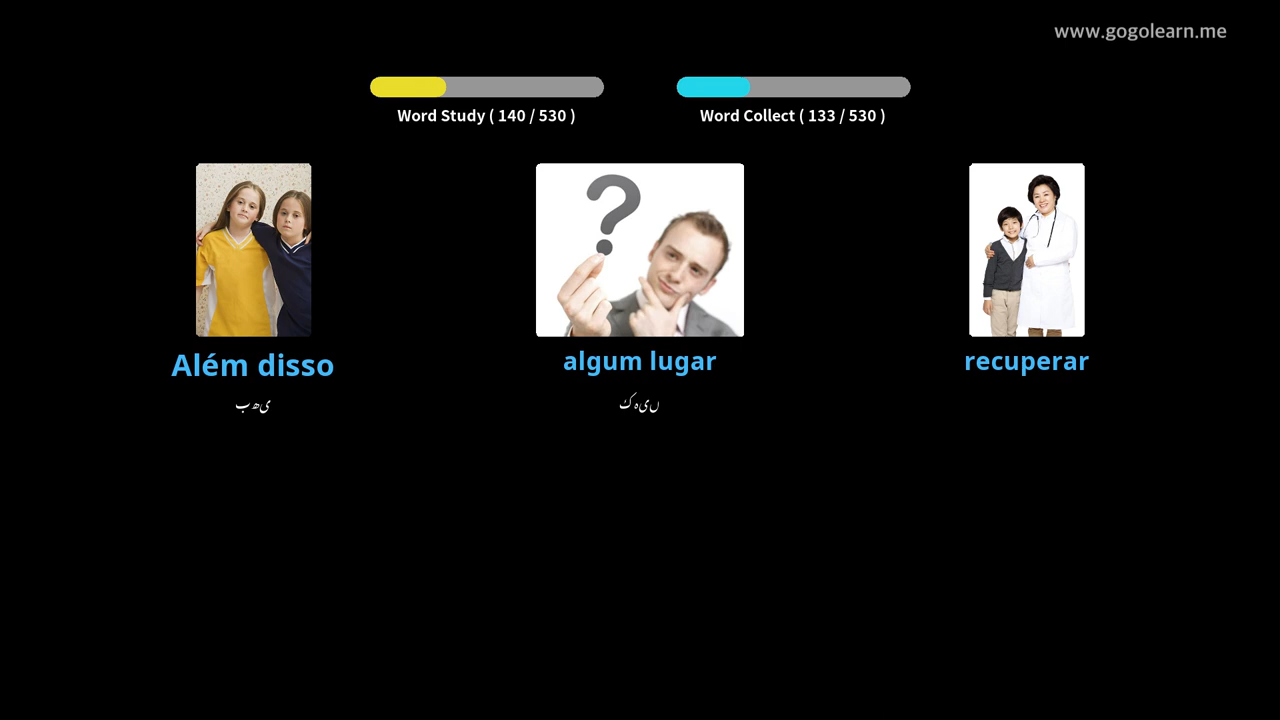 www.gogolearn.me
Word Study ( 140 / 530 )
Word Collect ( 133 / 530 )
Além disso
algum lugar
recuperar
بھی
کہیں